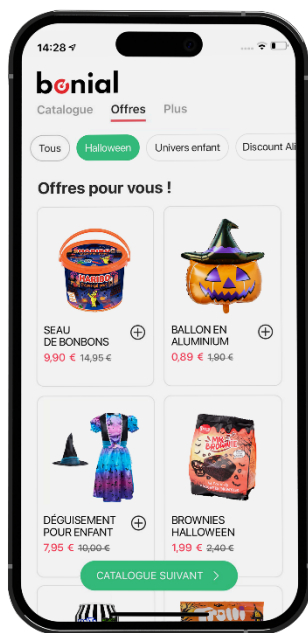 14:28
bonial
Catalogue Offres Plus
Tous Halloween Univers enfant Discount Ali
Offres pour vous !
HARIBO
SEAU
DE BONBONS
9,90 € 14,95 €
BALLON EN
ALUMINIUM
0,89 € 1,90 €
MR
BROWNIE
DÉGUISEMENT
POUR ENFANT
7,95 € 10,00 €
BROWNIES
HALLOWEEN
1,99 € 2,40 €
CATALOGUE SUIVANT >